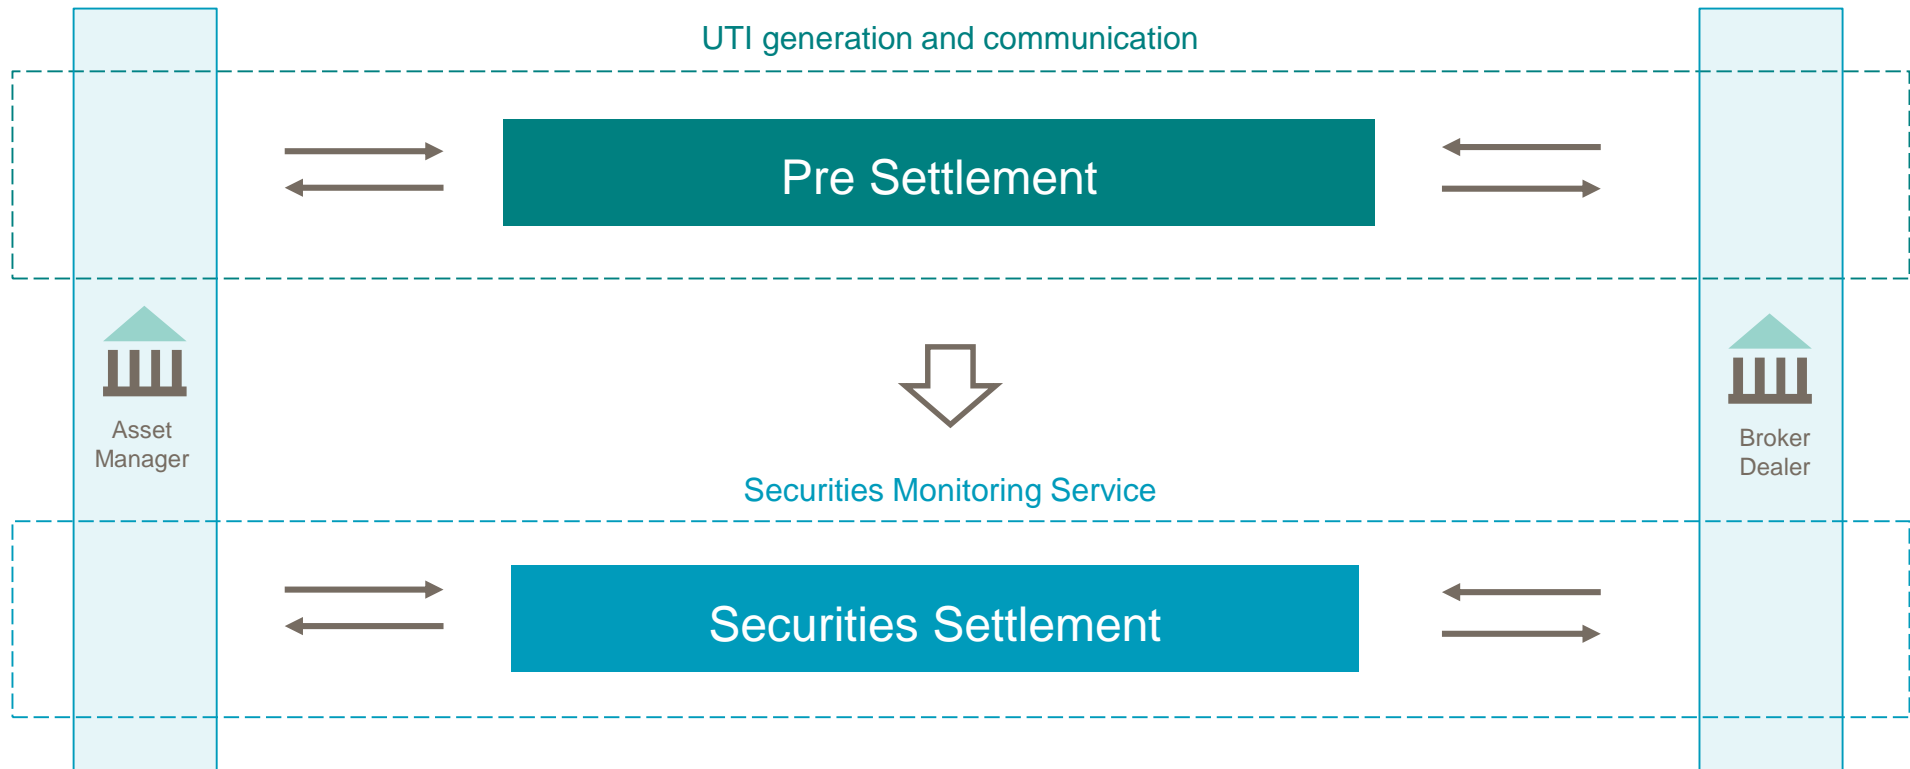 UTI generation and communication
Pre Settlement
Asset
Manager
Broker
Dealer
Securities Monitoring Service
Securities Settlement